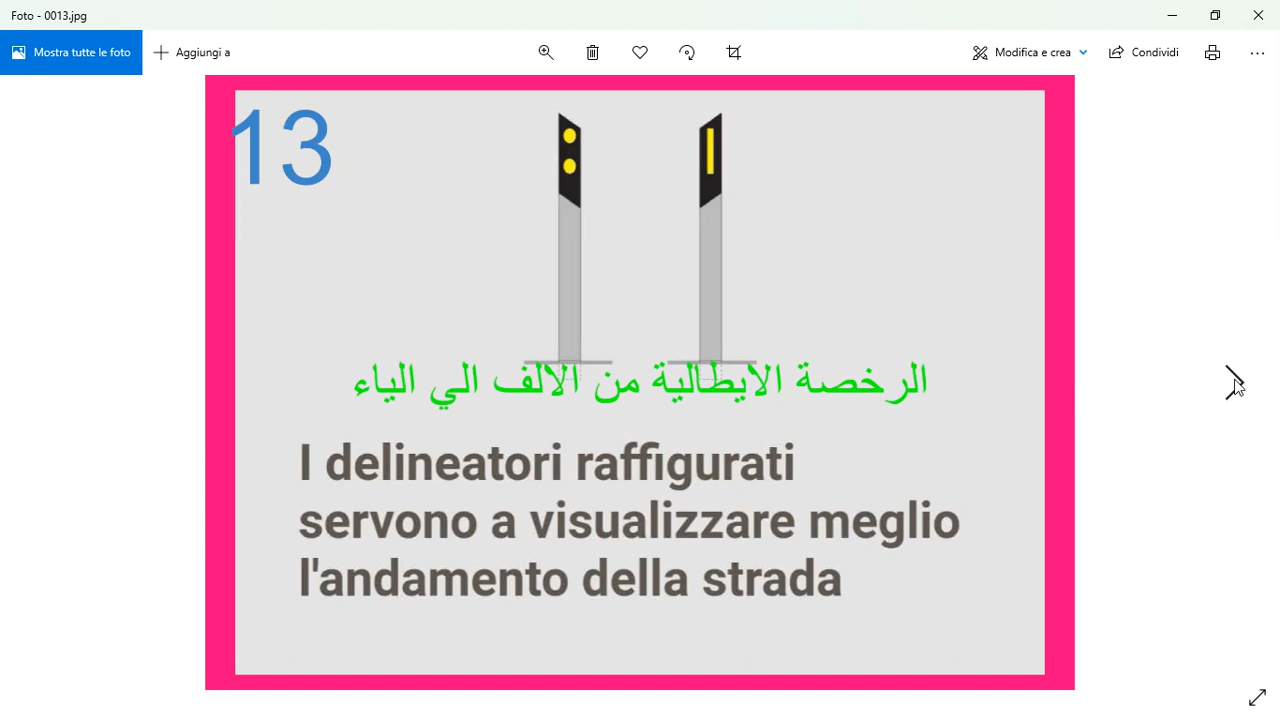 Foto - 0013.jpg
Mostra tutte le foto
Aggiungi a
Modifica e crea
Condividi
13
الرخصة الايطالية من الالف الي الياء
I delineatori raffigurati
servono a visualizzare meglio
l'andamento della strada